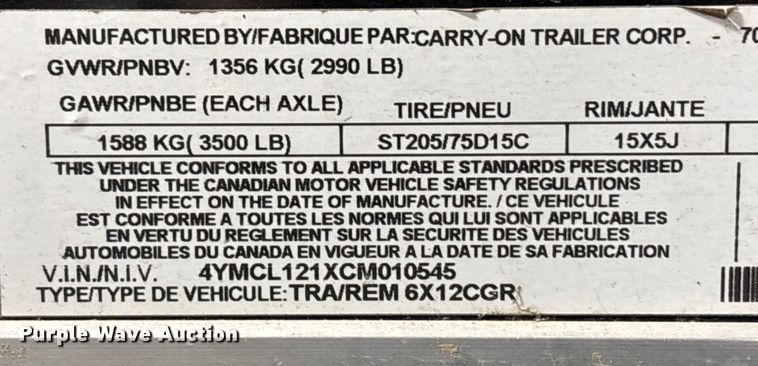 MANUFACTURED BY/FABRIQUE PAR:CARRY-ON TRAILER CORP. - 70
GVWR/PNBV: 1356 KG( 2990 LB)
GAWR/PNBE (EACH AXLE) TIRE/PNEU RIM/JANTE
1588 KG( 3500 LB) ST205/75D15C 15X5J
THIS VEHICLE CONFORMS TO ALL APPLICABLE STANDARDS PRESCRIBED
UNDER THE CANADIAN MOTOR VEHICLE SAFETY REGULATIONS
IN EFFECT ON THE DATE OF MANUFACTURE. / CE VEHICULE
EST CONFORME A TOUTES LES NORMES QUI LUI SONT APPLICABLES
EN VERTU DU REGLEMENT SUR LA SECURITE DES VEHICULES
AUTOMOBILES DU CANADA EN VIGUEUR A LA DATE DE SA FABRICATION
V.I.N./N.I.V. 4YMCL121XCM010545
TYPE/TYPE DE VEHICULE: TRA/REM 6X12CGR
Purple Wave Auction